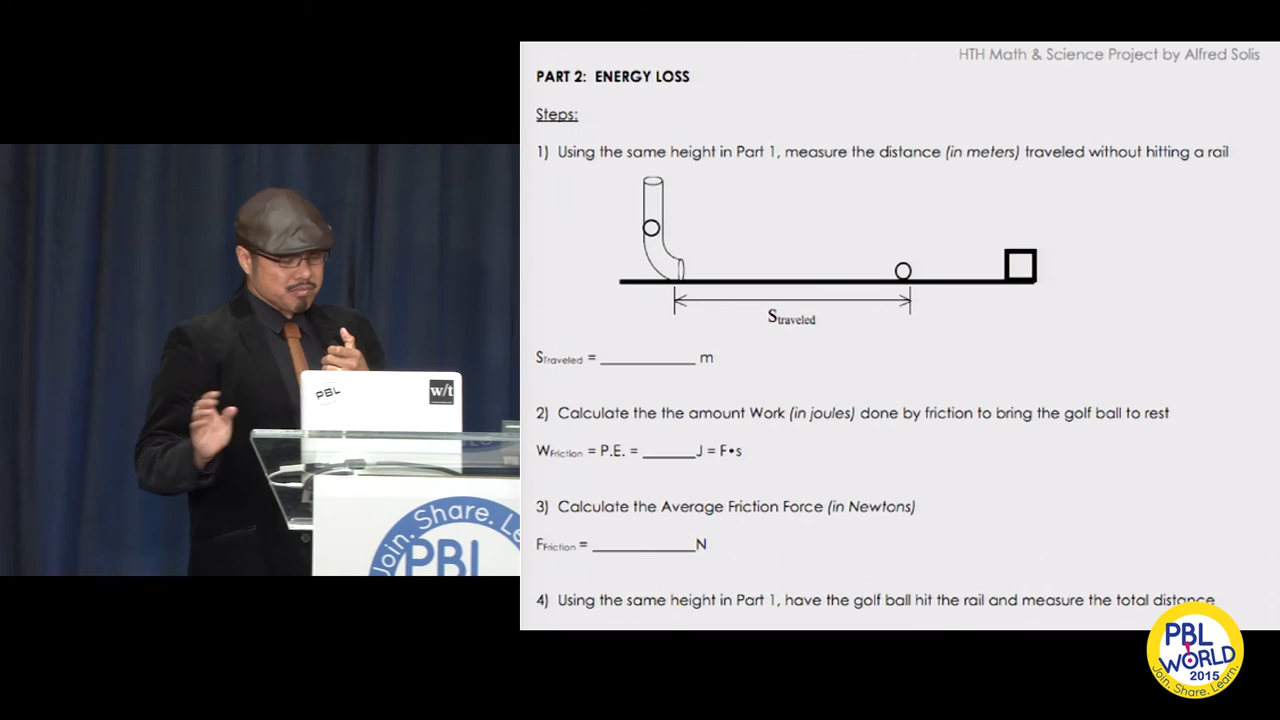 HTH Math & Science Project by Alfred Solis
PART 2: ENERGY LOSS
Steps:
1) Using the same height in Part 1, measure the distance (in meters) traveled without hitting a rail
Straveled
STraveled = ___________ m
2) Calculate the the amount Work (in joules) done by friction to bring the golf ball to rest
WFriction = P.E. = ______J = F•s
3) Calculate the Average Friction Force (in Newtons)
FFriction = ____________N
4) Using the same height in Part 1, have the golf ball hit the rail and measure the total distance
PBL
w/t
Join. Share. Le
PBL
PBL
WORLD
2015
Join. Share. Learn.